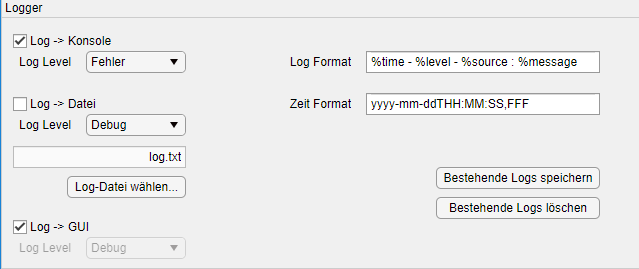 Logger
Log -> Konsole
Log Level Fehler
Log Format %time - %level - %source : %message
Log -> Datei
Zeit Format yyyy-mm-ddTHH:MM:SS,FFF
Log Level Debug
log.txt
Log-Datei wählen...
Bestehende Logs speichern
Bestehende Logs löschen
Log -> GUI
Log Level Debug